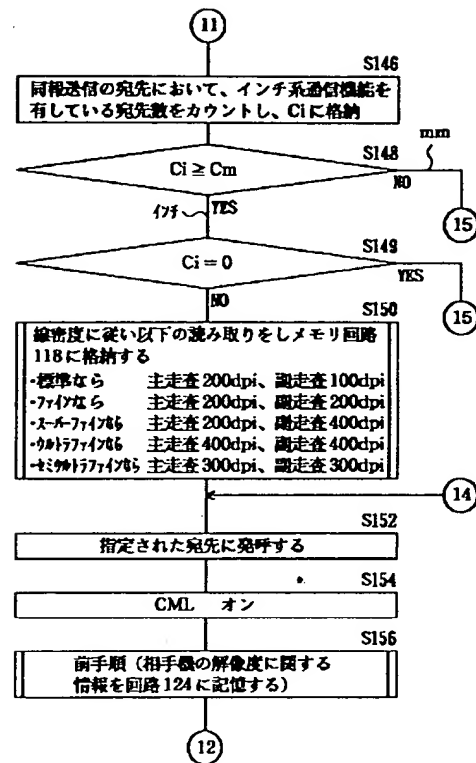 11
S146
同報送信の宛先において、インチ系通信機能を
有している宛先数をカウントし、Ciに格納
S148
mm
Ci ≥ Cm
NO
インチ
YES
15
S149
Ci = 0
YES
NO
15
S150
線密度に従い以下の読み取りをしメモリ回路
118に格納する
・標準なら 主走査200dpi、副走査100dpi
・ファインなら 主走査200dpi、副走査200dpi
・スーパーファインなら 主走査200dpi、副走査400dpi
・ウルトラファインなら 主走査400dpi、副走査400dpi
・セミウルトラファインなら 主走査300dpi、副走査300dpi
14
S152
指定された宛先に発呼する
S154
CML オン
S156
前手順（相手機の解像度に関する
情報を回路124に記憶する）
12